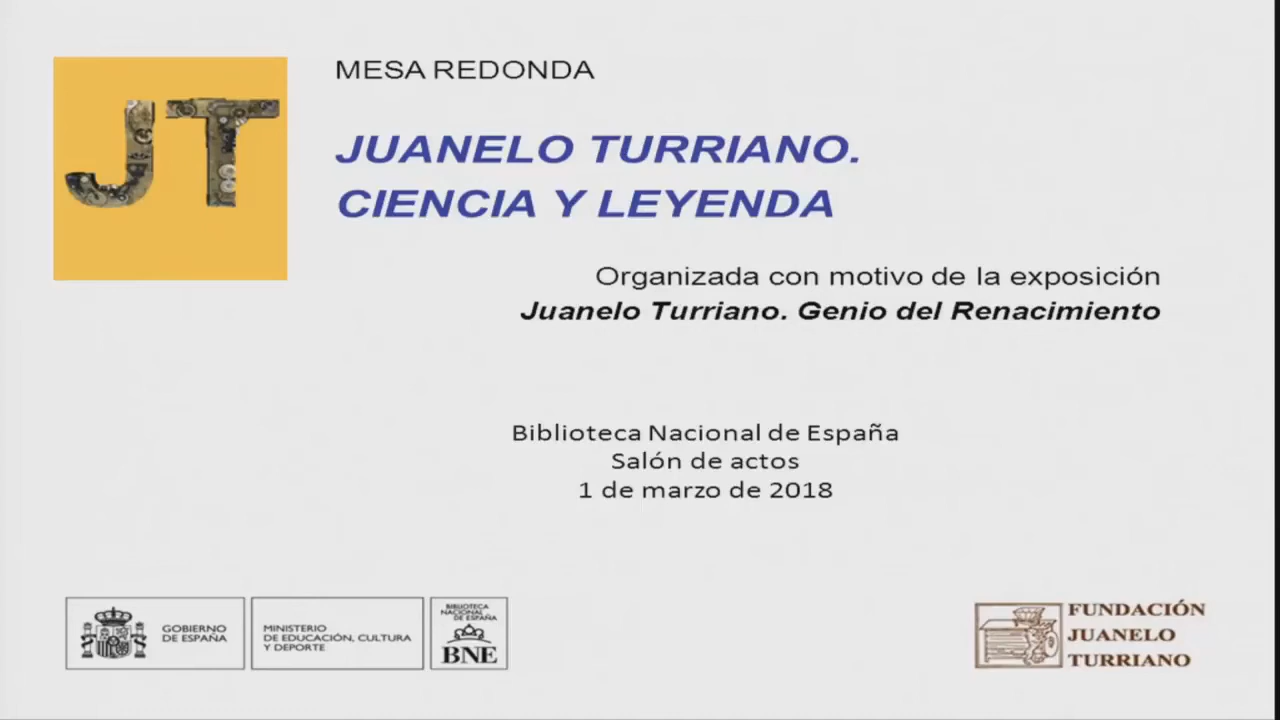 JT
MESA REDONDA
JUANELO TURRIANO.
CIENCIA Y LEYENDA
Organizada con motivo de la exposición
Juanelo Turriano. Genio del Renacimiento
Biblioteca Nacional de España
Salón de actos
1 de marzo de 2018
GOBIERNO
DE ESPAÑA
MINISTERIO
DE EDUCACIÓN, CULTURA
Y DEPORTE
BIBLIOTECA
NACIONAL
DE ESPAÑA
BNE
FUNDACIÓN
JUANELO
TURRIANO